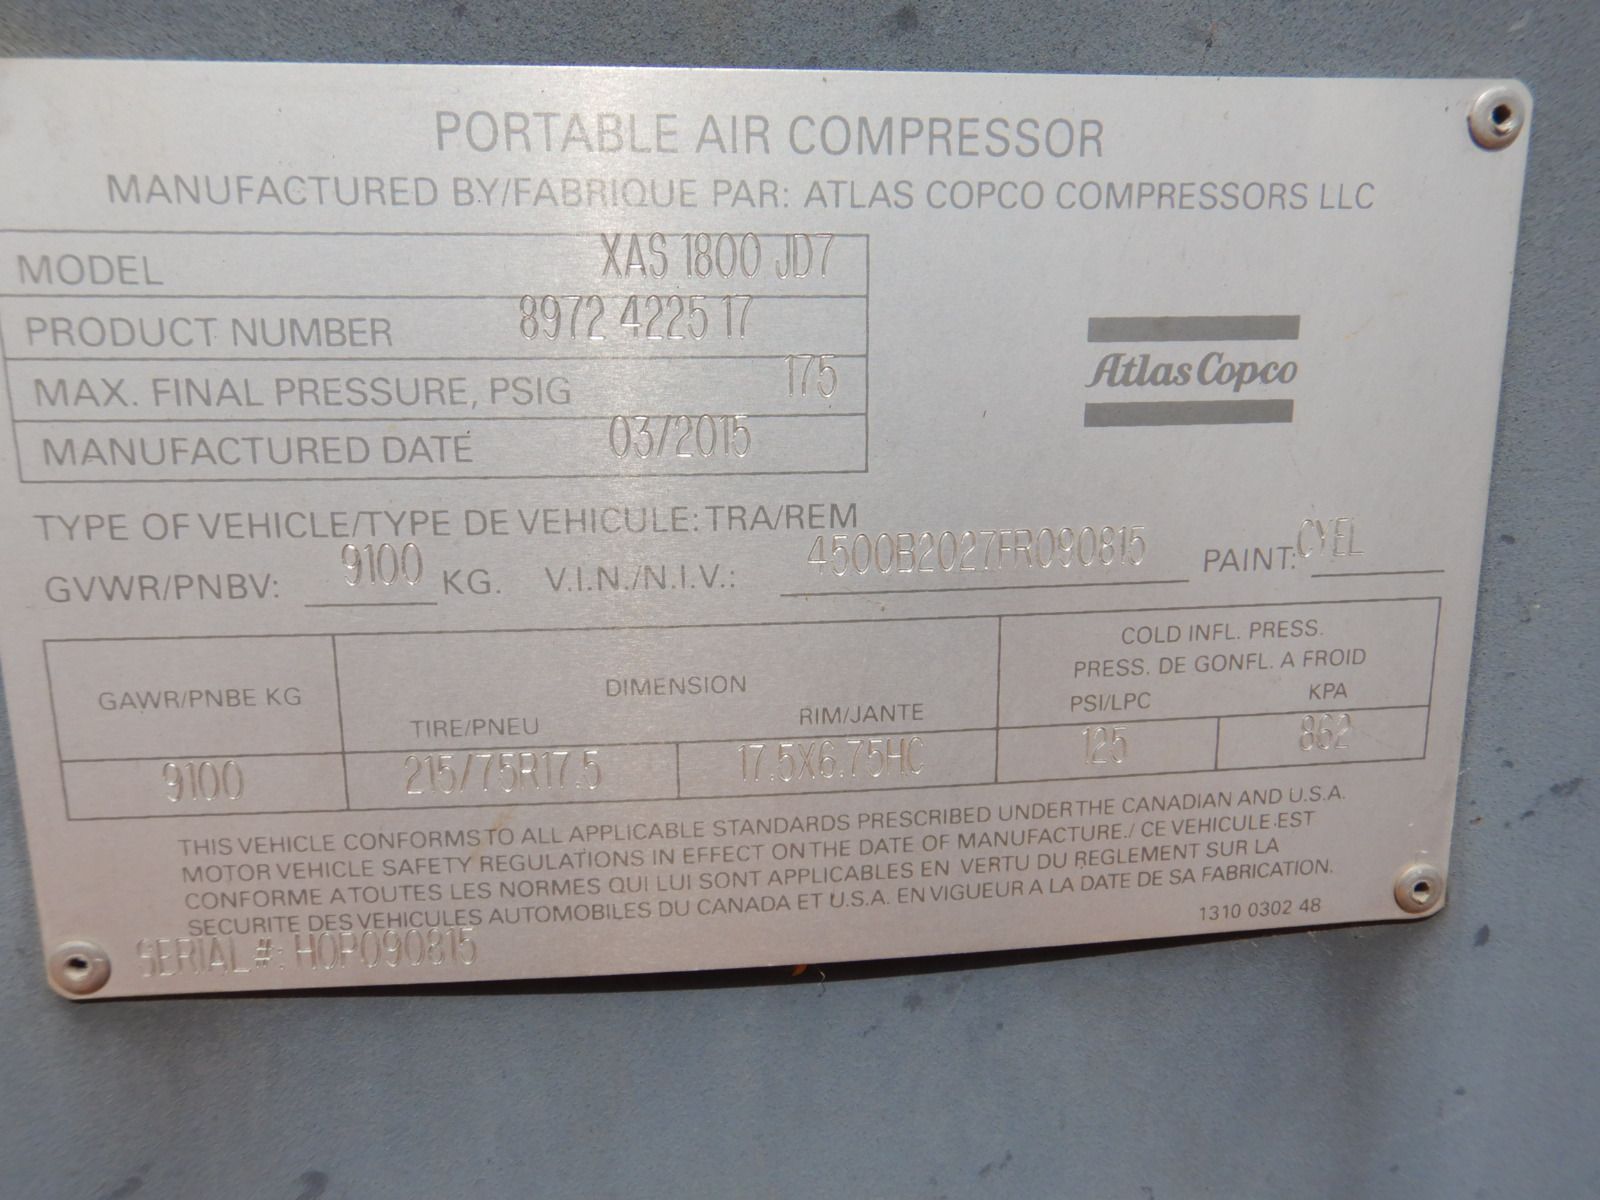 PORTABLE AIR COMPRESSOR
MANUFACTURED BY/FABRIQUE PAR: ATLAS COPCO COMPRESSORS LLC
MODEL XAS 1800 JD7
PRODUCT NUMBER 8972 4225 17
MAX. FINAL PRESSURE, PSIG 175
MANUFACTURED DATE 03/2015
Atlas Copco
TYPE OF VEHICLE/TYPE DE VEHICULE: TRA/REM
GVWR/PNBV: 9100 KG. V.I.N./N.I.V.: 4500B2027FR090815 PAINT: CYEL
GAWR/PNBE KG
DIMENSION
TIRE/PNEU RIM/JANTE
COLD INFL. PRESS.
PRESS. DE GONFL. A FROID
PSI/LPC KPA
9100 215/75R17.5 17.5X6.75HC 125 862
THIS VEHICLE CONFORMS TO ALL APPLICABLE STANDARDS PRESCRIBED UNDER THE CANADIAN AND U.S.A.
MOTOR VEHICLE SAFETY REGULATIONS IN EFFECT ON THE DATE OF MANUFACTURE./ CE VEHICULE EST
CONFORME A TOUTES LES NORMES QUI LUI SONT APPLICABLES EN VERTU DU REGLEMENT SUR LA
SECURITE DES VEHICULES AUTOMOBILES DU CANADA ET U.S.A. EN VIGUEUR A LA DATE DE SA FABRICATION.
1310 0302 48
SERIAL #: HOP090815